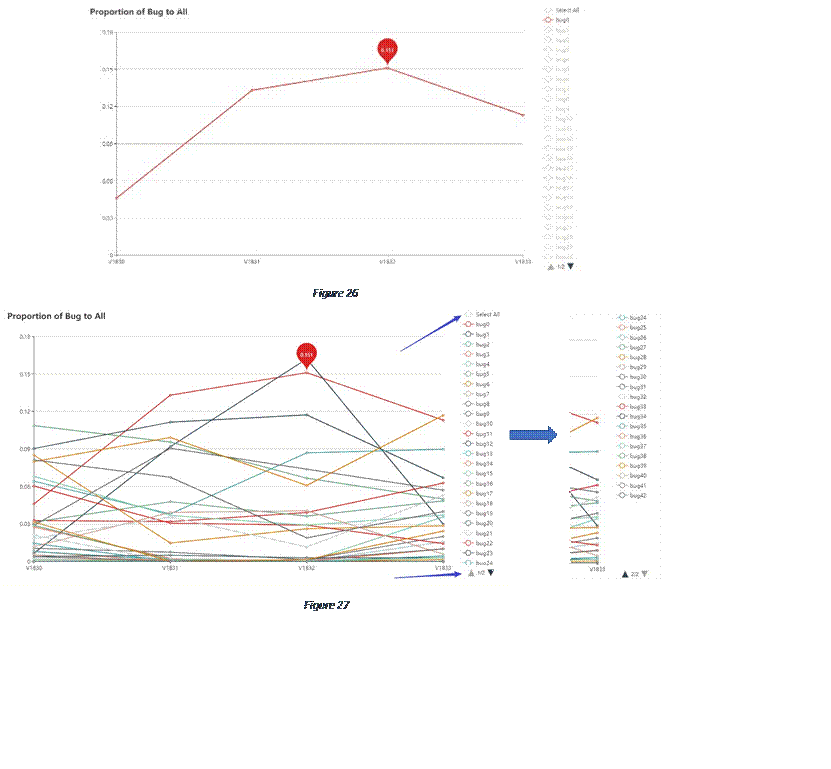 Proportion of Bug to All
Select All
bug0
0.18
0.15
0.12
0.09
0.06
0.03
0
0.151
V1830
V1831
V1832
V1833
1/2
Figure 26
Proportion of Bug to All
Select All
bug0
bug1
bug2
bug3
bug4
bug5
bug6
bug7
bug8
bug9
bug10
bug11
bug12
bug13
bug14
bug15
bug16
bug17
bug18
bug19
bug20
bug21
bug22
bug23
bug24
1/2
0.18
0.15
0.12
0.09
0.06
0.03
0
0.151
V1830
V1831
V1832
V1833
bug24
bug25
bug26
bug27
bug28
bug29
bug30
bug31
bug32
bug33
bug34
bug35
bug36
bug37
bug38
bug39
bug40
bug41
bug42
V1833
2/2
Figure 27